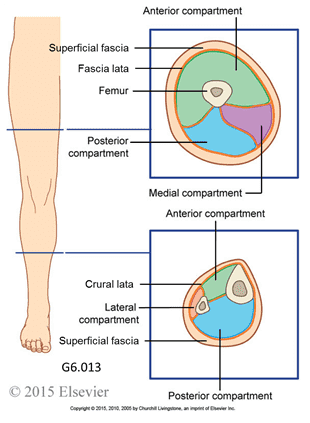 Anterior compartment
Superficial fascia
Fascia lata
Femur
Posterior
compartment
Medial compartment
Anterior compartment
Crural lata
Lateral
compartment
Superficial fascia
G6.013
Posterior compartment
© 2015 Elsevier
Copyright © 2015, 2010, 2005 by Churchill Livingstone, an imprint of Elsevier Inc.